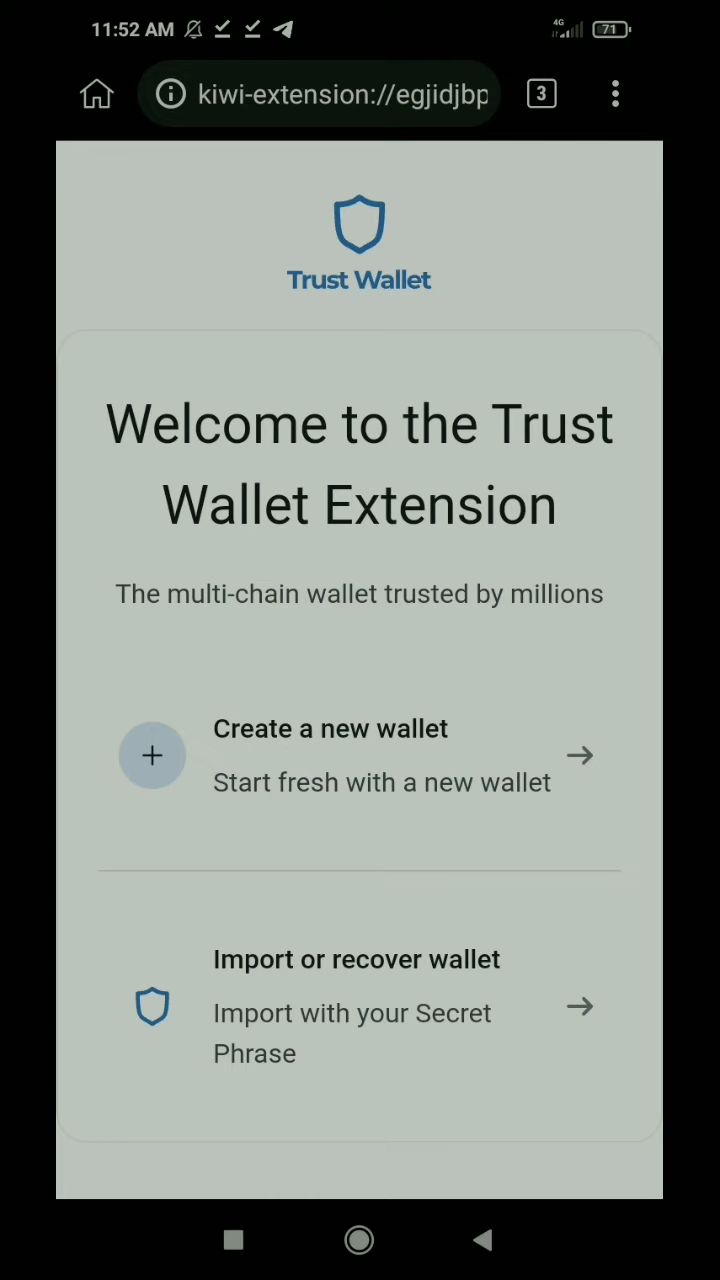 11:52 AM 4G 71
kiwi-extension://egjidjbp
3
Trust Wallet
Welcome to the Trust
Wallet Extension
The multi-chain wallet trusted by millions
Create a new wallet
Start fresh with a new wallet
Import or recover wallet
Import with your Secret
Phrase